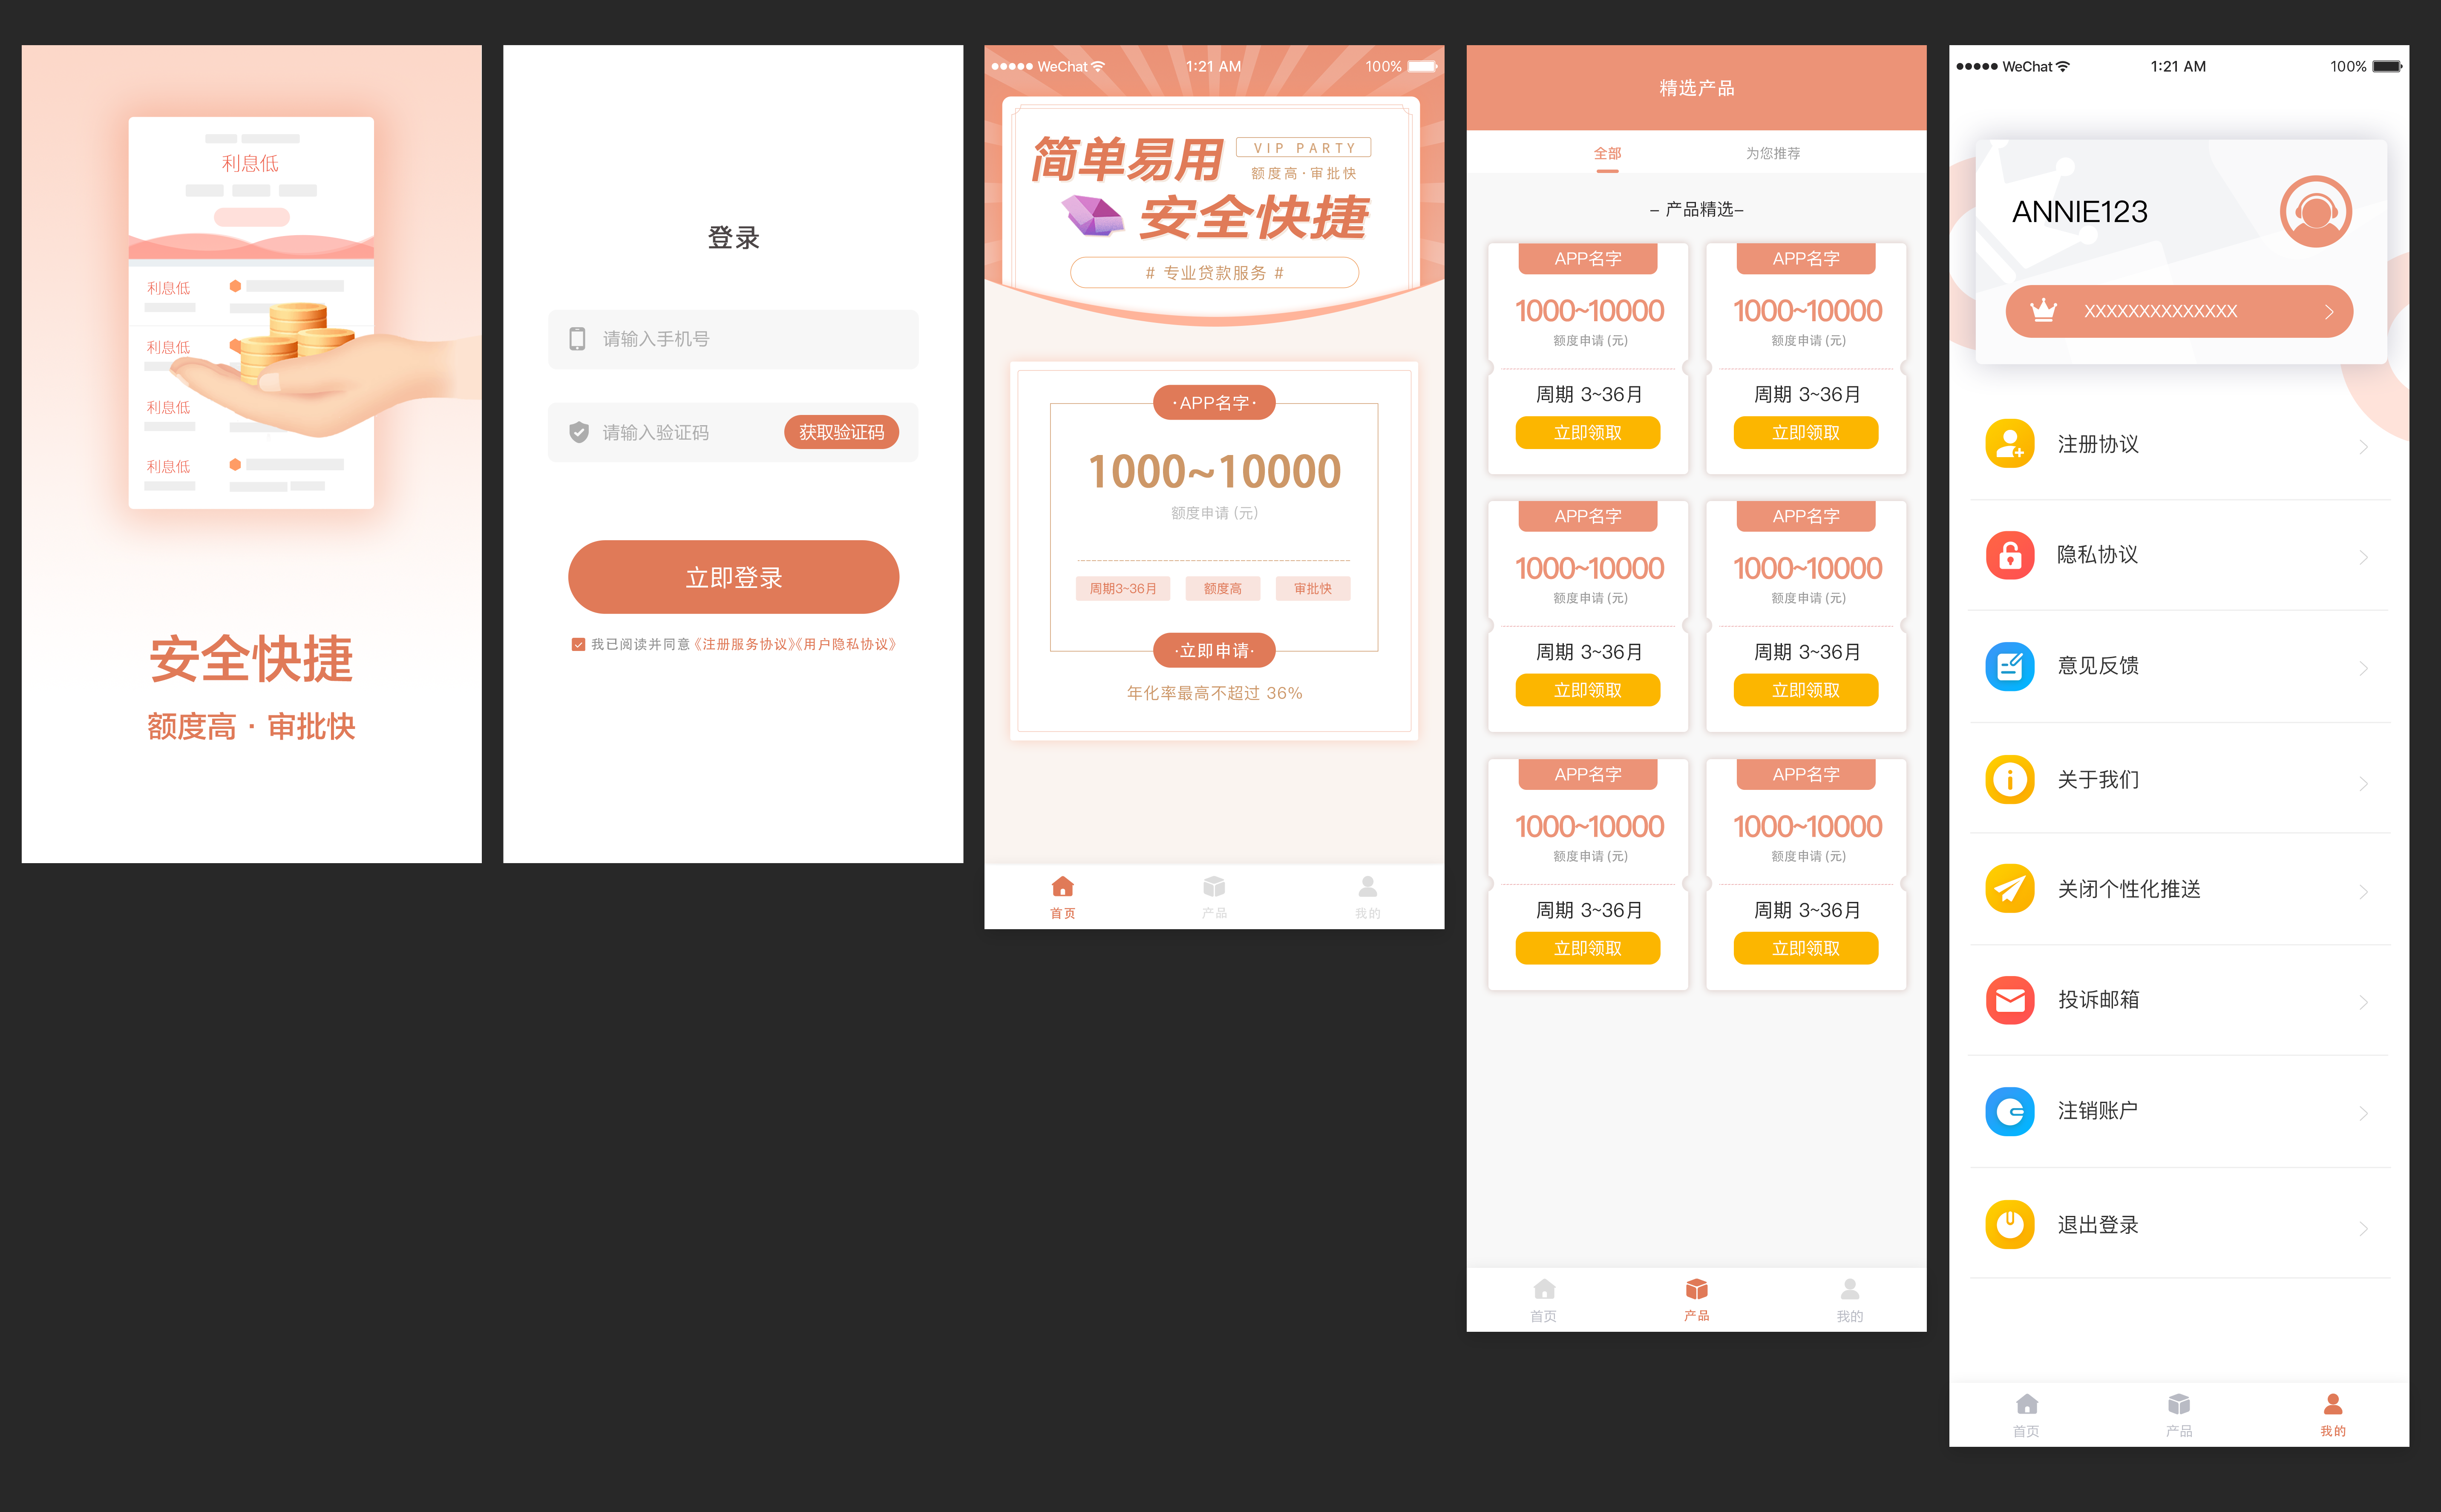 利息低
利息低
利息低
利息低
利息低
安全快捷
额度高·审批快
登录
请输入手机号
请输入验证码 获取验证码
立即登录
我已阅读并同意《注册服务协议》《用户隐私协议》
WeChat 1:21 AM 100%
简单易用
VIP PARTY
额度高·审批快
安全快捷
# 专业贷款服务 #
·APP名字·
1000~10000
额度申请 (元)
周期3~36月 额度高 审批快
·立即申请·
年化率最高不超过 36%
首页 产品 我的
精选产品
全部 为您推荐
– 产品精选–
APP名字 APP名字
1000~10000 1000~10000
额度申请 (元) 额度申请 (元)
周期 3~36月 周期 3~36月
立即领取 立即领取
APP名字 APP名字
1000~10000 1000~10000
额度申请 (元) 额度申请 (元)
周期 3~36月 周期 3~36月
立即领取 立即领取
APP名字 APP名字
1000~10000 1000~10000
额度申请 (元) 额度申请 (元)
周期 3~36月 周期 3~36月
立即领取 立即领取
首页 产品 我的
WeChat 1:21 AM 100%
ANNIE123
XXXXXXXXXXXXXX
注册协议
隐私协议
意见反馈
关于我们
关闭个性化推送
投诉邮箱
注销账户
退出登录
首页 产品 我的